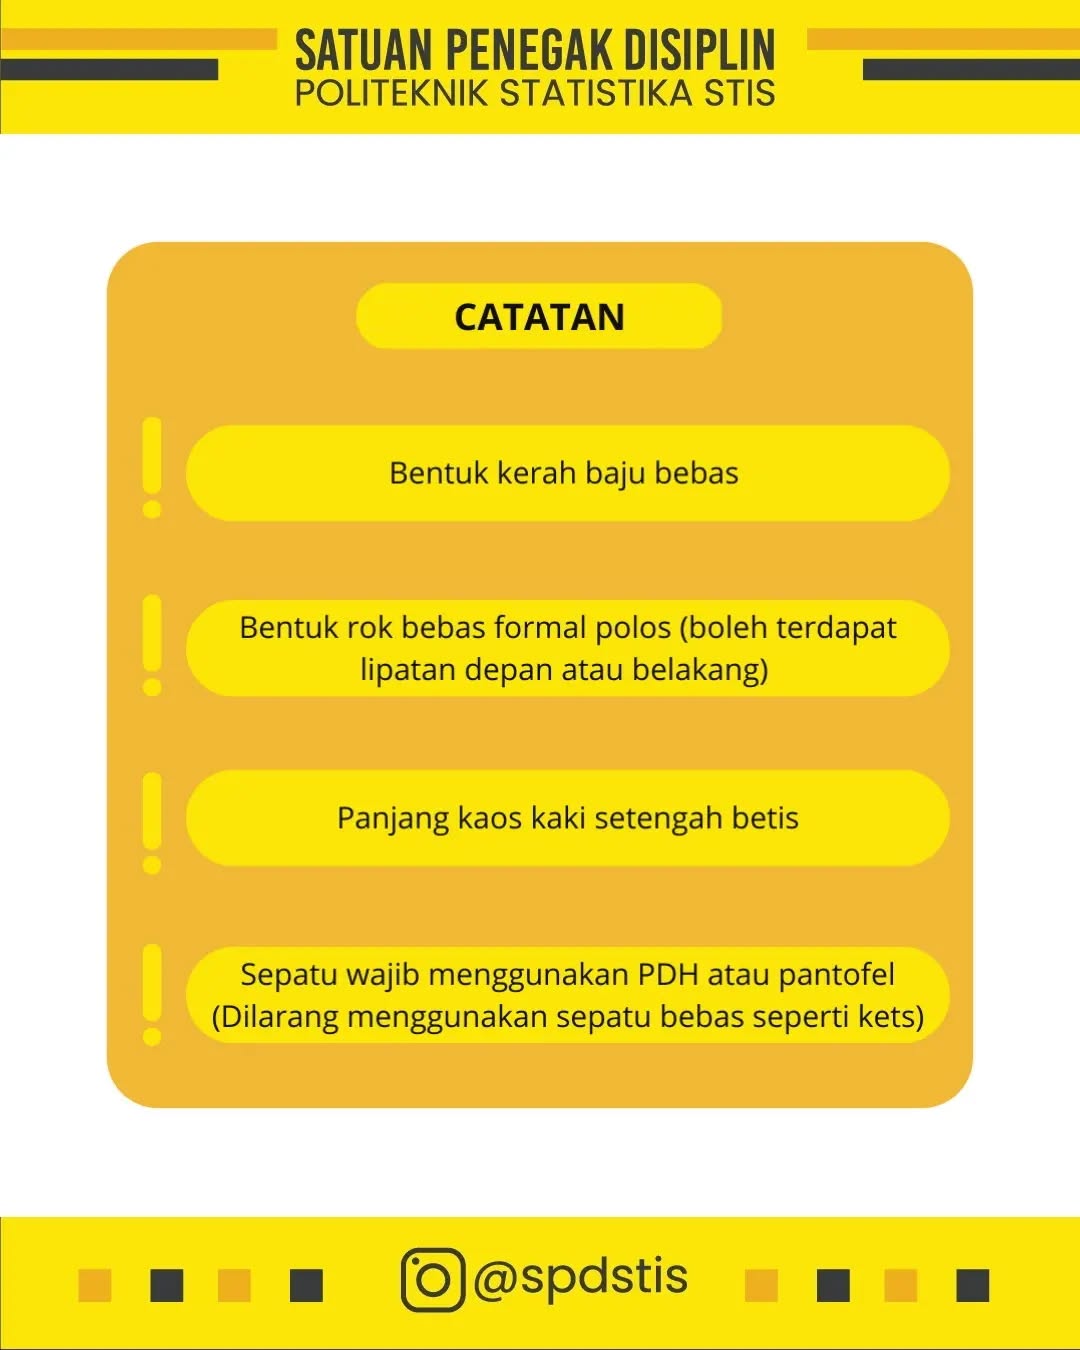 SATUAN PENEGAK DISIPLIN
POLITEKNIK STATISTIKA STIS
CATATAN
Bentuk kerah baju bebas
Bentuk rok bebas formal polos (boleh terdapat
lipatan depan atau belakang)
Panjang kaos kaki setengah betis
Sepatu wajib menggunakan PDH atau pantofel
(Dilarang menggunakan sepatu bebas seperti kets)
@spdstis